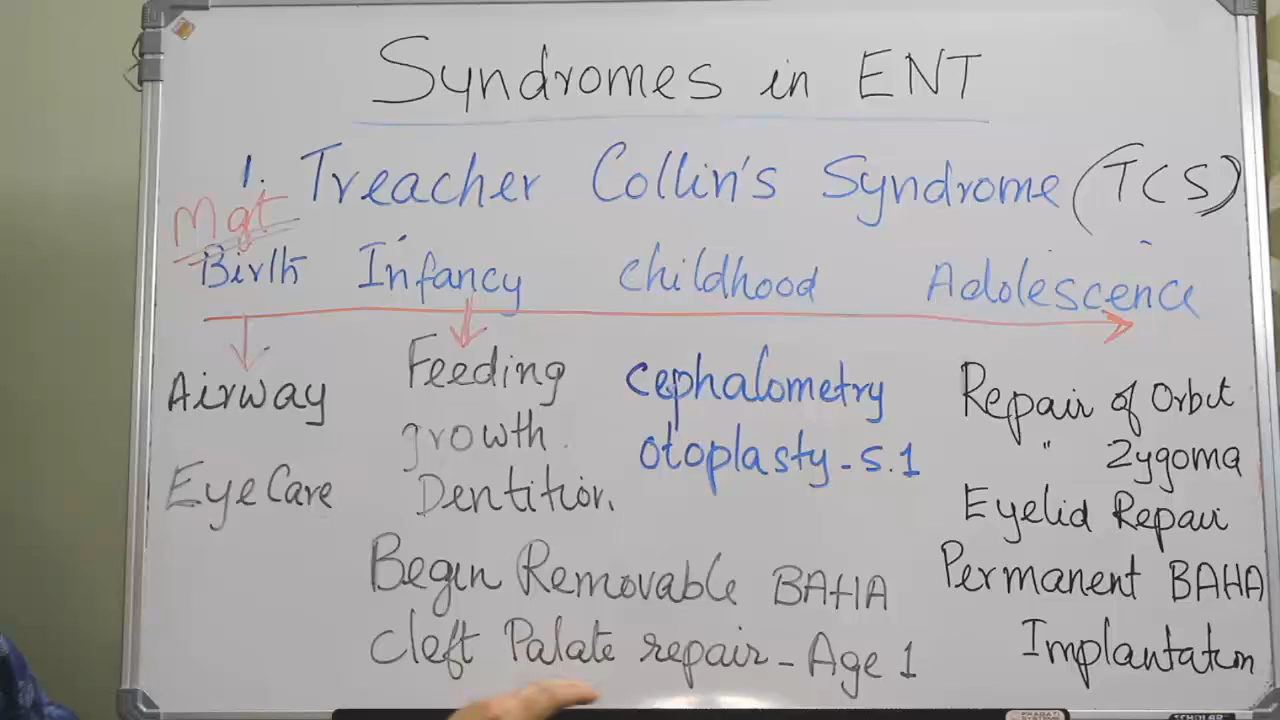 Syndromes in ENT
1. Treacher Collin's Syndrome (TCS)
Mgt
Birth Infancy childhood Adolescence
Airway
Eye Care
Feeding
growth.
Dentition.
cephalometry
otoplasty - S.1
Begin Removable BAHA
Cleft Palate repair - Age 1
Repair of Orbit
" Zygoma
Eyelid Repair
Permanent BAHA
Implantation
SCHOLAR